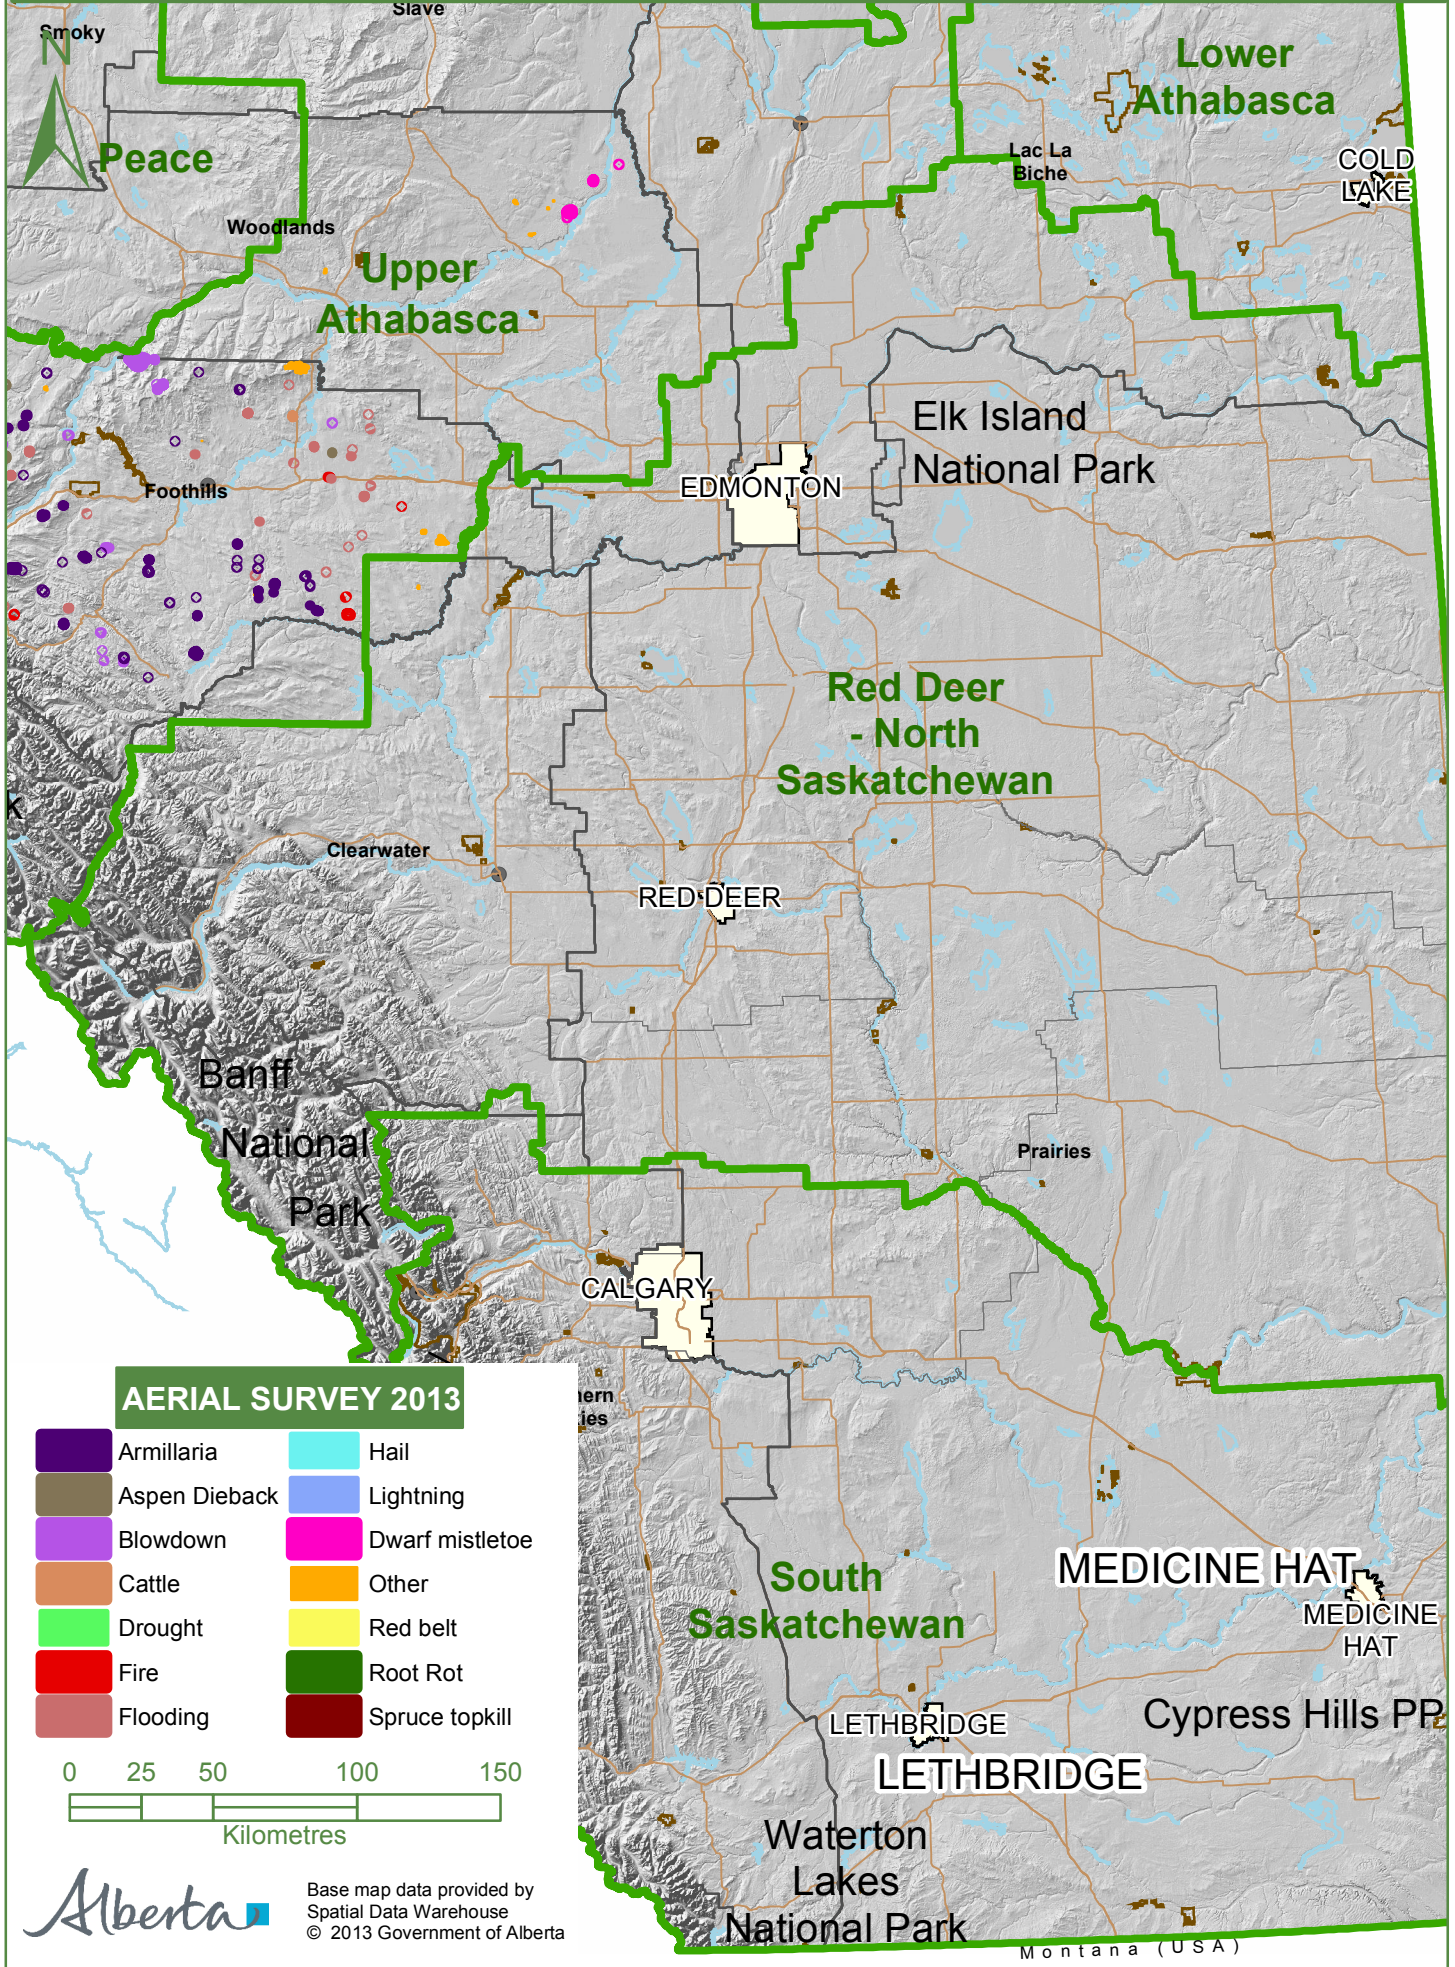 Slave
Smoky
N
Lower
Athabasca
Peace
Lac La
Biche
COLD
LAKE
Woodlands
Upper
Athabasca
Elk Island
National Park
EDMONTON
Foothills
Red Deer
- North
Saskatchewan
k
Clearwater
RED DEER
Banff
National
Park
Prairies
CALGARY
AERIAL SURVEY 2013
hern
ies
Armillaria
Aspen Dieback
Blowdown
Cattle
Drought
Fire
Flooding
Hail
Lightning
Dwarf mistletoe
Other
Red belt
Root Rot
Spruce topkill
South
Saskatchewan
MEDICINE HAT
MEDICINE
HAT
Cypress Hills PP
LETHBRIDGE
LETHBRIDGE
0 25 50 100 150
Kilometres
Waterton
Lakes
National Park
Alberta
Base map data provided by
Spatial Data Warehouse
© 2013 Government of Alberta
Montana (USA)